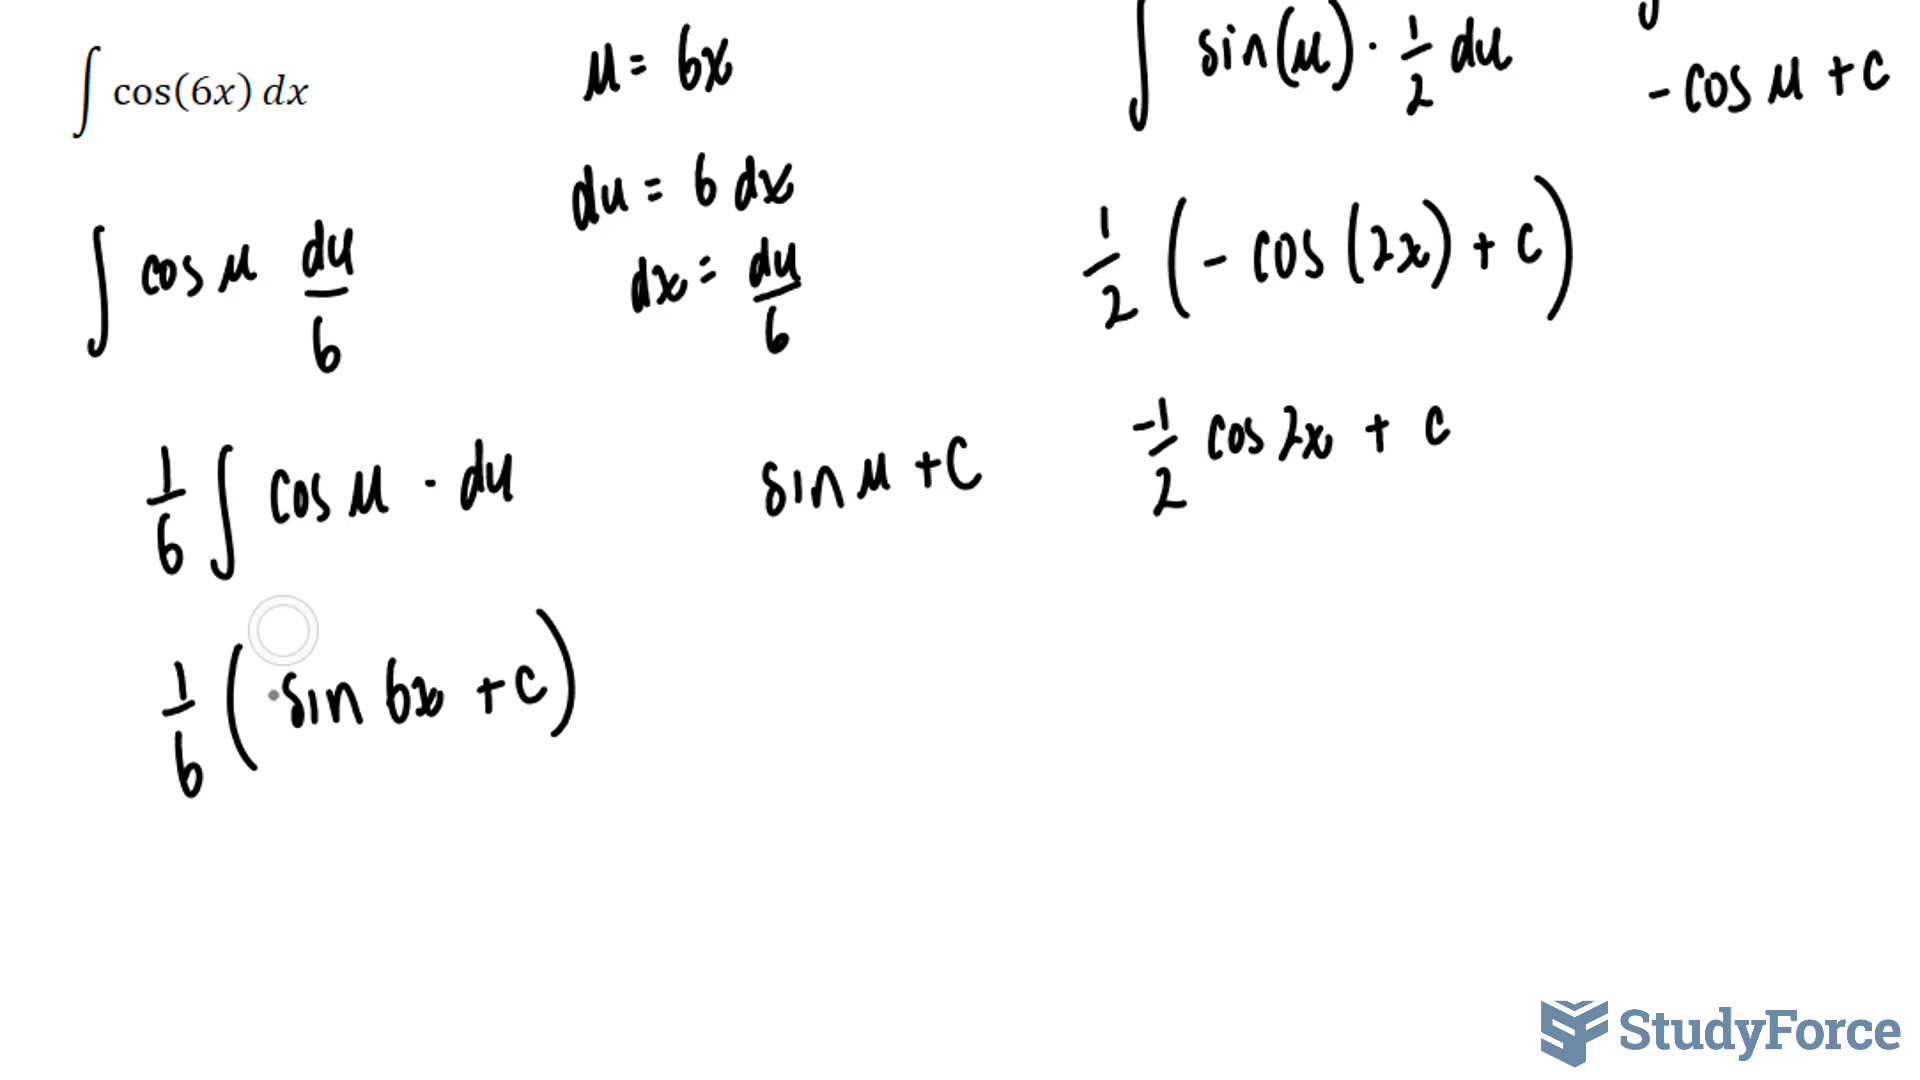 ∫ cos(6x) dx
∫ cos u du/6
1/6 ∫ cos u · du
1/6 ( sin 6x + c )
u = 6x
du = 6 dx
dx = du/6
sin u + C
∫ sin(u) · 1/2 du
- cos u + c
1/2 ( - cos (2x) + c )
-1/2 cos 2x + c
StudyForce